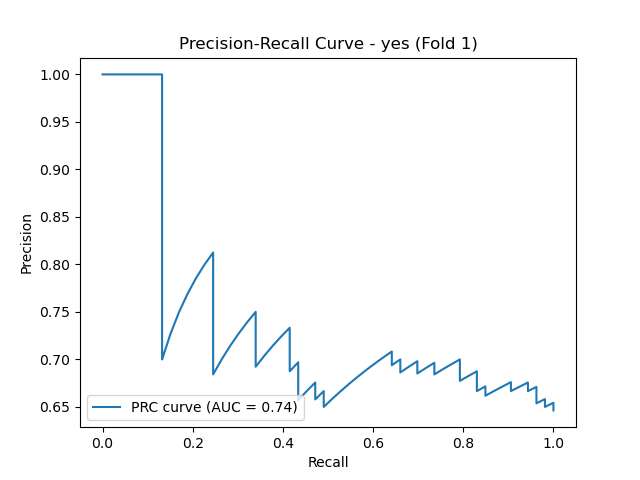 Precision-Recall Curve - yes (Fold 1)
1.00
0.95
0.90
0.85
0.80
0.75
0.70
0.65
Precision
PRC curve (AUC = 0.74)
0.0 0.2 0.4 0.6 0.8 1.0
Recall